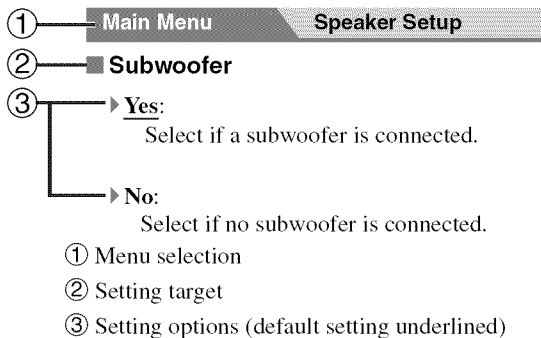 ① Main Menu Speaker Setup
② Subwoofer
③ Yes:
Select if a subwoofer is connected.
No:
Select if no subwoofer is connected.
① Menu selection
② Setting target
③ Setting options (default setting underlined)